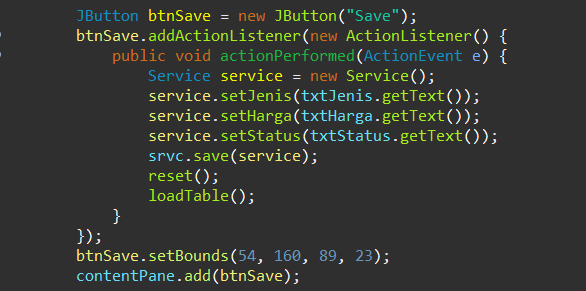 JButton btnSave = new JButton("Save");
btnSave.addActionListener(new ActionListener() {
public void actionPerformed(ActionEvent e) {
Service service = new Service();
service.setJenis(txtJenis.getText());
service.setHarga(txtHarga.getText());
service.setStatus(txtStatus.getText());
srvc.save(service);
reset();
loadTable();
}
});
btnSave.setBounds(54, 160, 89, 23);
contentPane.add(btnSave);